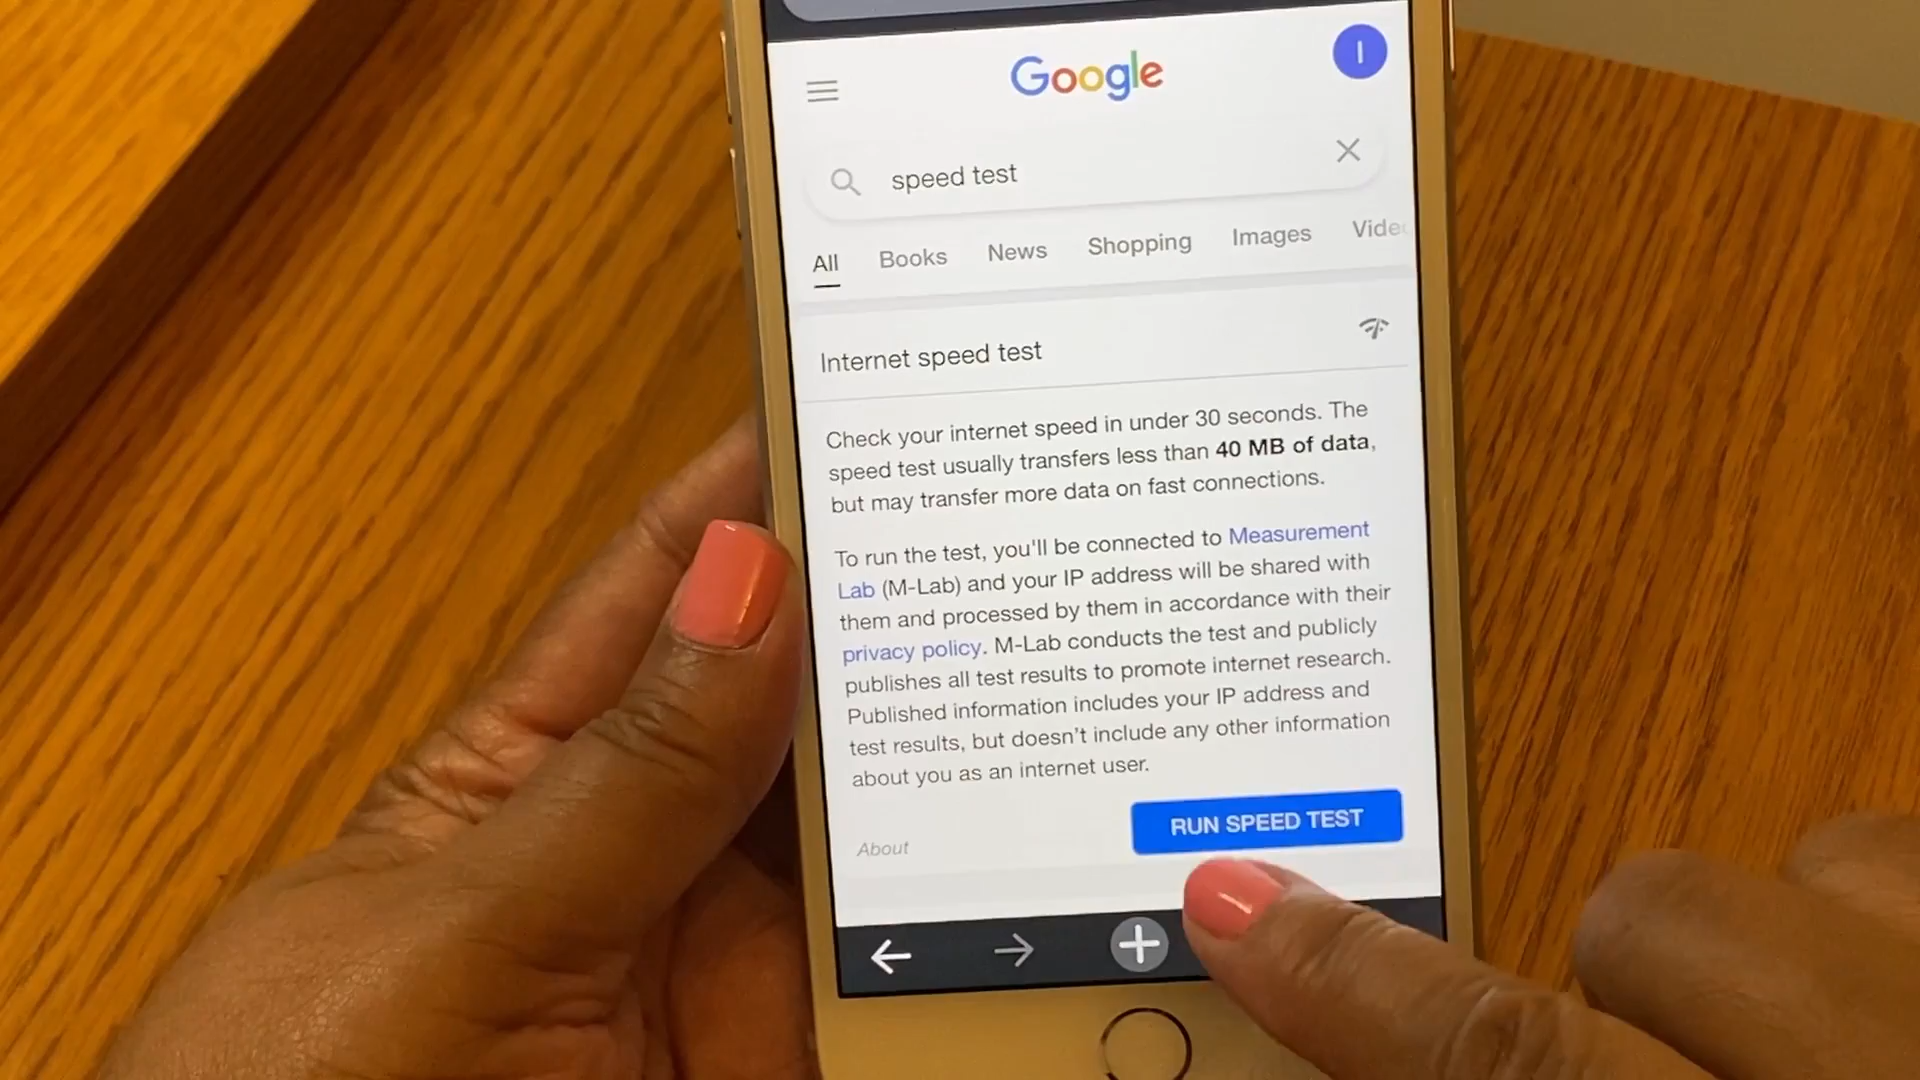 Google
I
speed test
All Books News Shopping Images Vide
Internet speed test
Check your internet speed in under 30 seconds. The
speed test usually transfers less than 40 MB of data,
but may transfer more data on fast connections.
To run the test, you'll be connected to Measurement
Lab (M-Lab) and your IP address will be shared with
them and processed by them in accordance with their
privacy policy. M-Lab conducts the test and publicly
publishes all test results to promote internet research.
Published information includes your IP address and
test results, but doesn't include any other information
about you as an internet user.
RUN SPEED TEST
About